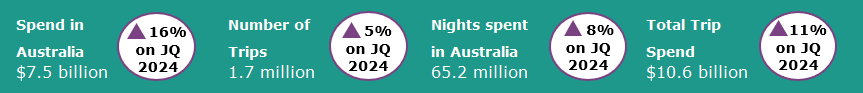 Spend in
Australia
$7.5 billion
▲ 16%
on JQ
2024
Number of
Trips
1.7 million
▲ 5%
on JQ
2024
Nights spent
in Australia
65.2 million
▲ 8%
on JQ
2024
Total Trip
Spend
$10.6 billion
▲ 11%
on JQ
2024